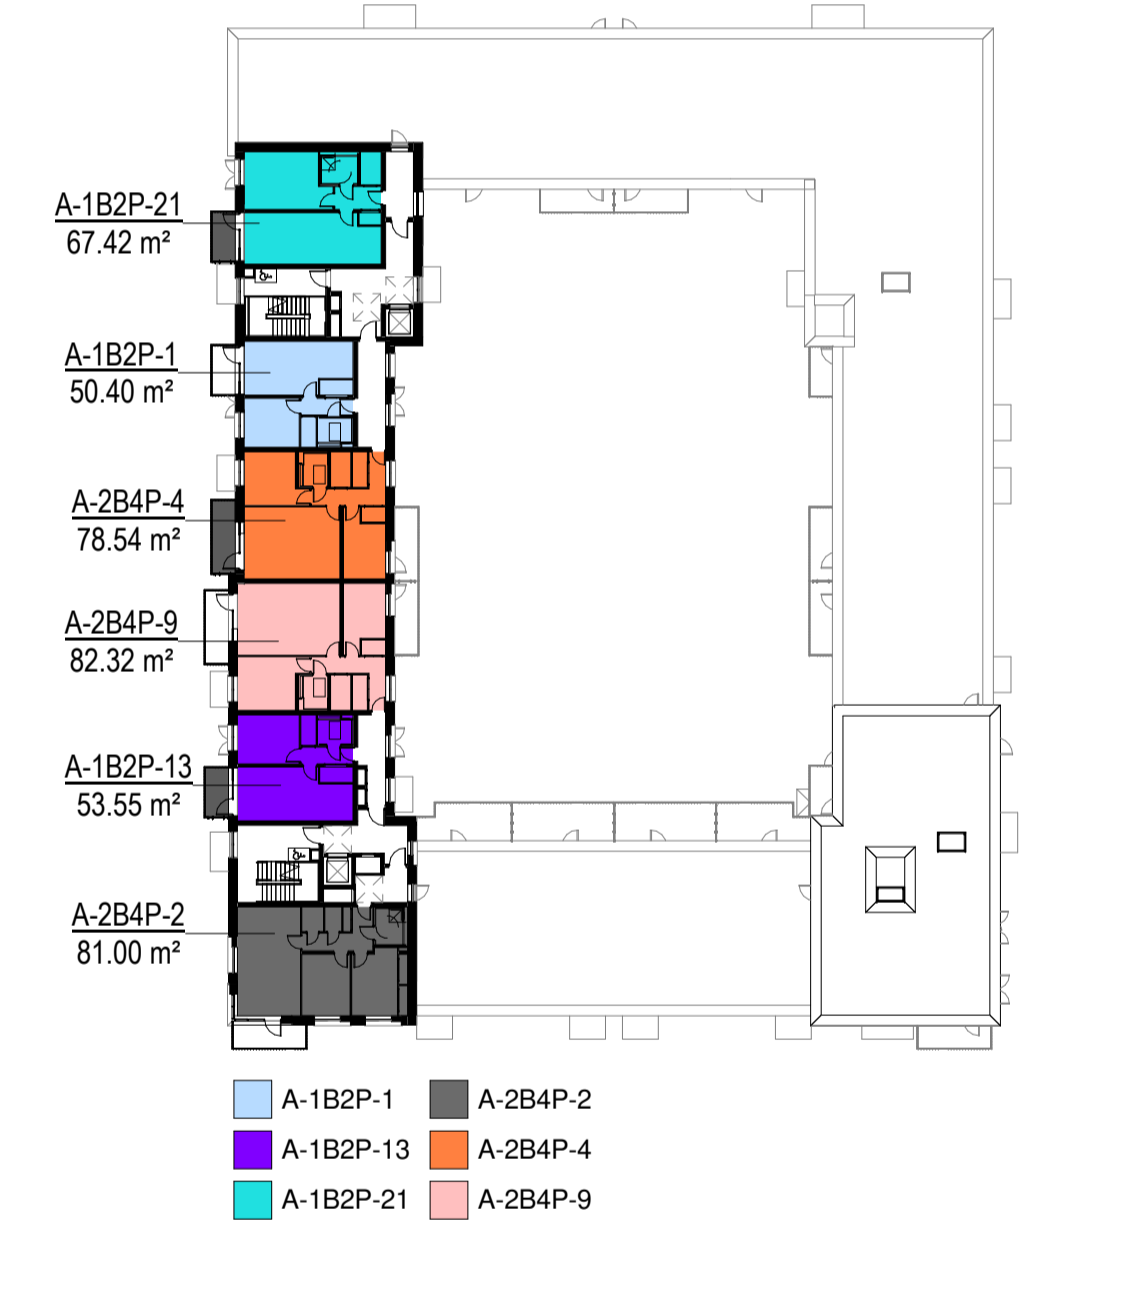 A-1B2P-21
67.42 m²
A-1B2P-1
50.40 m²
A-2B4P-4
78.54 m²
A-2B4P-9
82.32 m²
A-1B2P-13
53.55 m²
A-2B4P-2
81.00 m²
A-1B2P-1
A-2B4P-2
A-1B2P-13
A-2B4P-4
A-1B2P-21
A-2B4P-9